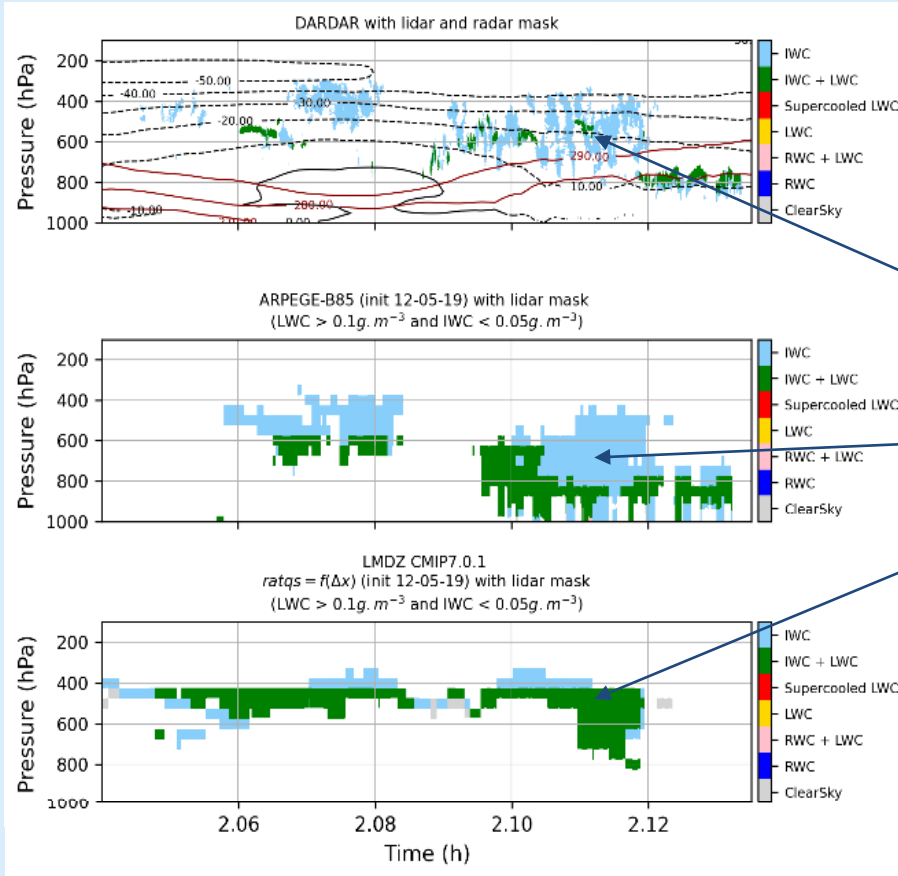 DARDAR with lidar and radar mask
Pressure (hPa)
200
400
600
800
1000
-50.00
-40.00
-30.00
-20.00
290.00
10.00
-10.00
280.00
0.00
IWC
IWC + LWC
Supercooled LWC
LWC
RWC + LWC
RWC
ClearSky
ARPEGE-B85 (init 12-05-19) with lidar mask
(LWC > 0.1g.m⁻³ and IWC < 0.05g.m⁻³)
Pressure (hPa)
200
400
600
800
1000
IWC
IWC + LWC
Supercooled LWC
LWC
RWC + LWC
RWC
ClearSky
LMDZ CMIP7.0.1
ratqs = f(Δx) (init 12-05-19) with lidar mask
(LWC > 0.1g.m⁻³ and IWC < 0.05g.m⁻³)
Pressure (hPa)
200
400
600
800
1000
IWC
IWC + LWC
Supercooled LWC
LWC
RWC + LWC
RWC
ClearSky
2.06
2.08
2.10
2.12
Time (h)